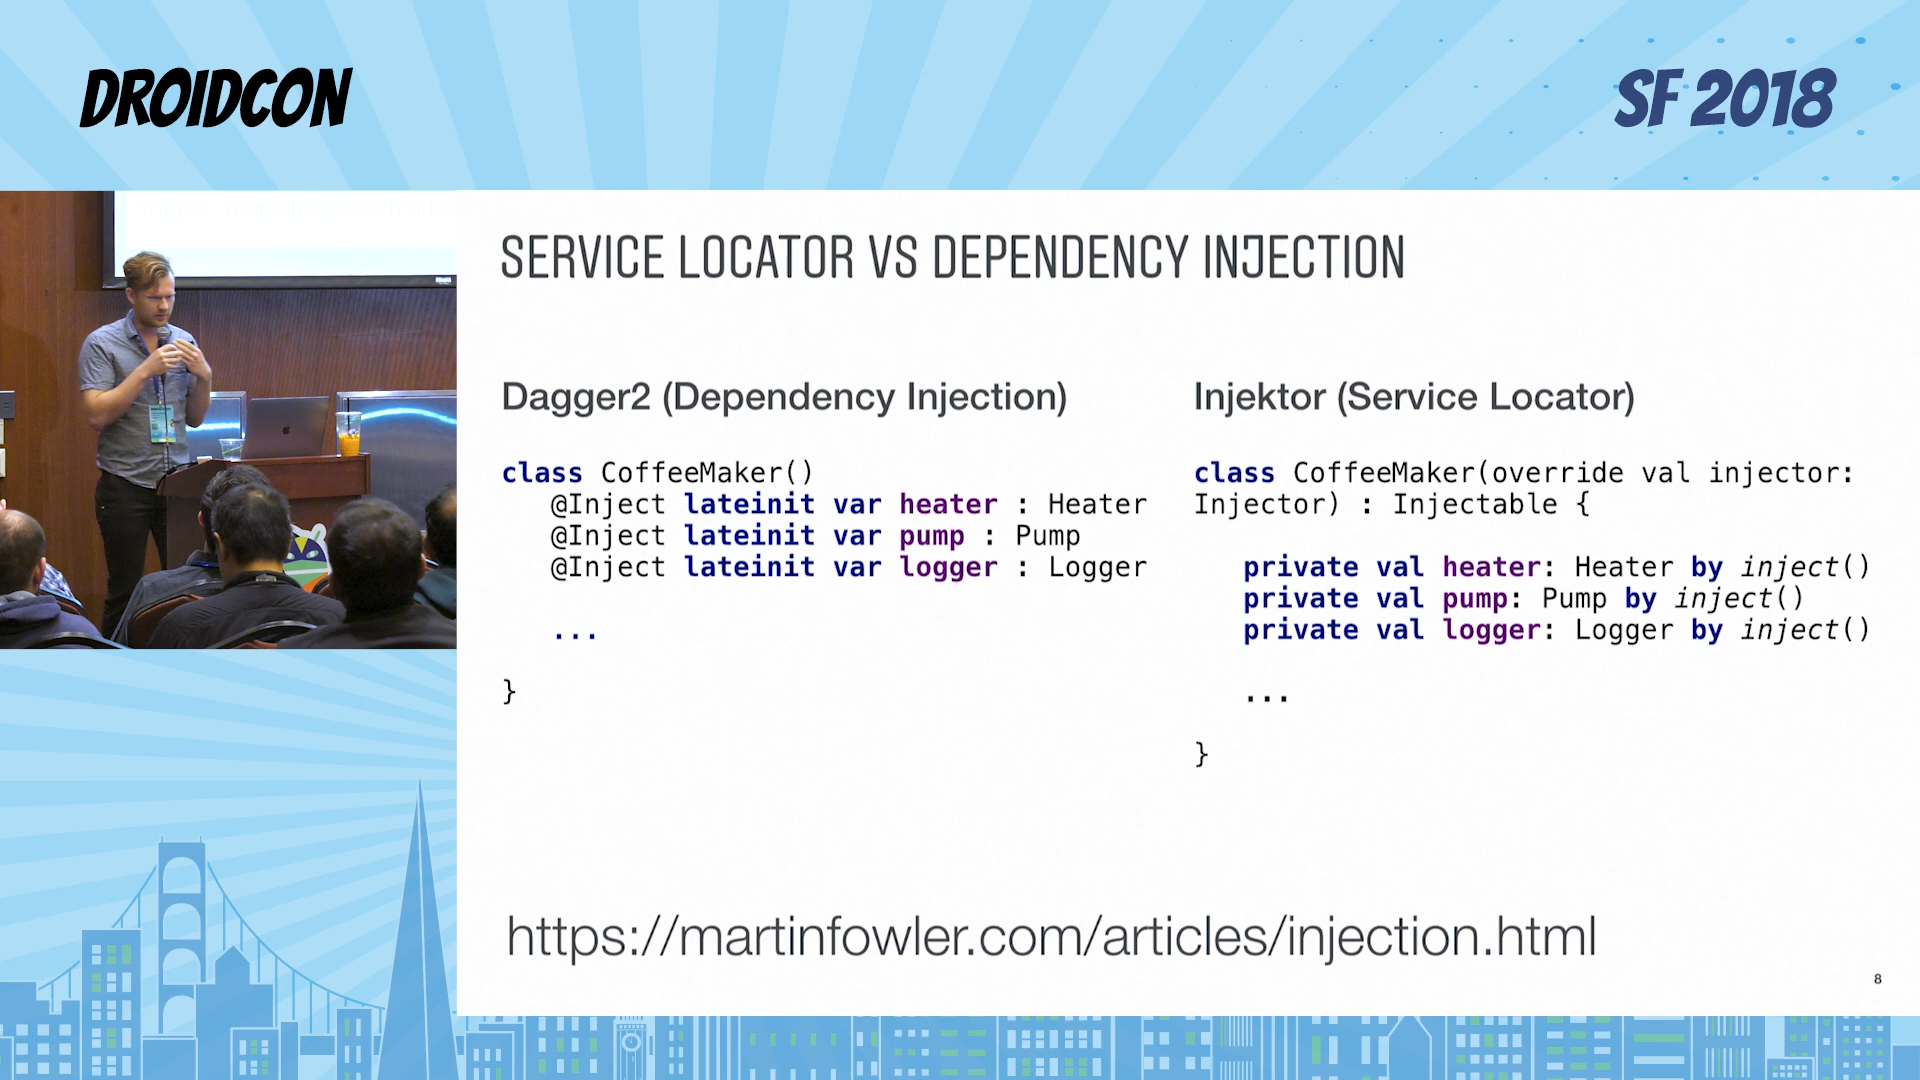 DROIDCON
SF 2018
SERVICE LOCATOR VS DEPENDENCY INJECTION
Dagger2 (Dependency Injection)
class CoffeeMaker()
@Inject lateinit var heater : Heater
@Inject lateinit var pump : Pump
@Inject lateinit var logger : Logger
...
}
Injektor (Service Locator)
class CoffeeMaker(override val injector:
Injector) : Injectable {
private val heater: Heater by inject()
private val pump: Pump by inject()
private val logger: Logger by inject()
...
}
https://martinfowler.com/articles/injection.html
8